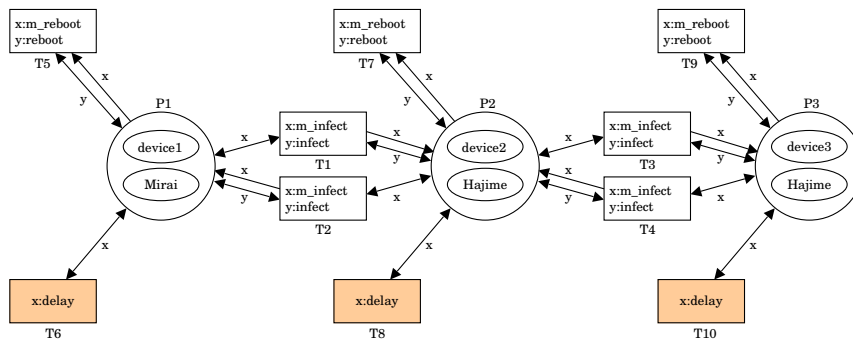 x:m_reboot
y:reboot
T5
x
y
P1
device1
Mirai
x
x:delay
T6
x
x:m_infect
y:infect
T1
x
y
x
y
x:m_infect
y:infect
T2
x
x:m_reboot
y:reboot
T7
x
y
P2
device2
Hajime
x
x:delay
T8
x
x:m_infect
y:infect
T3
x
y
x
y
x:m_infect
y:infect
T4
x
x:m_reboot
y:reboot
T9
x
y
P3
device3
Hajime
x
x:delay
T10